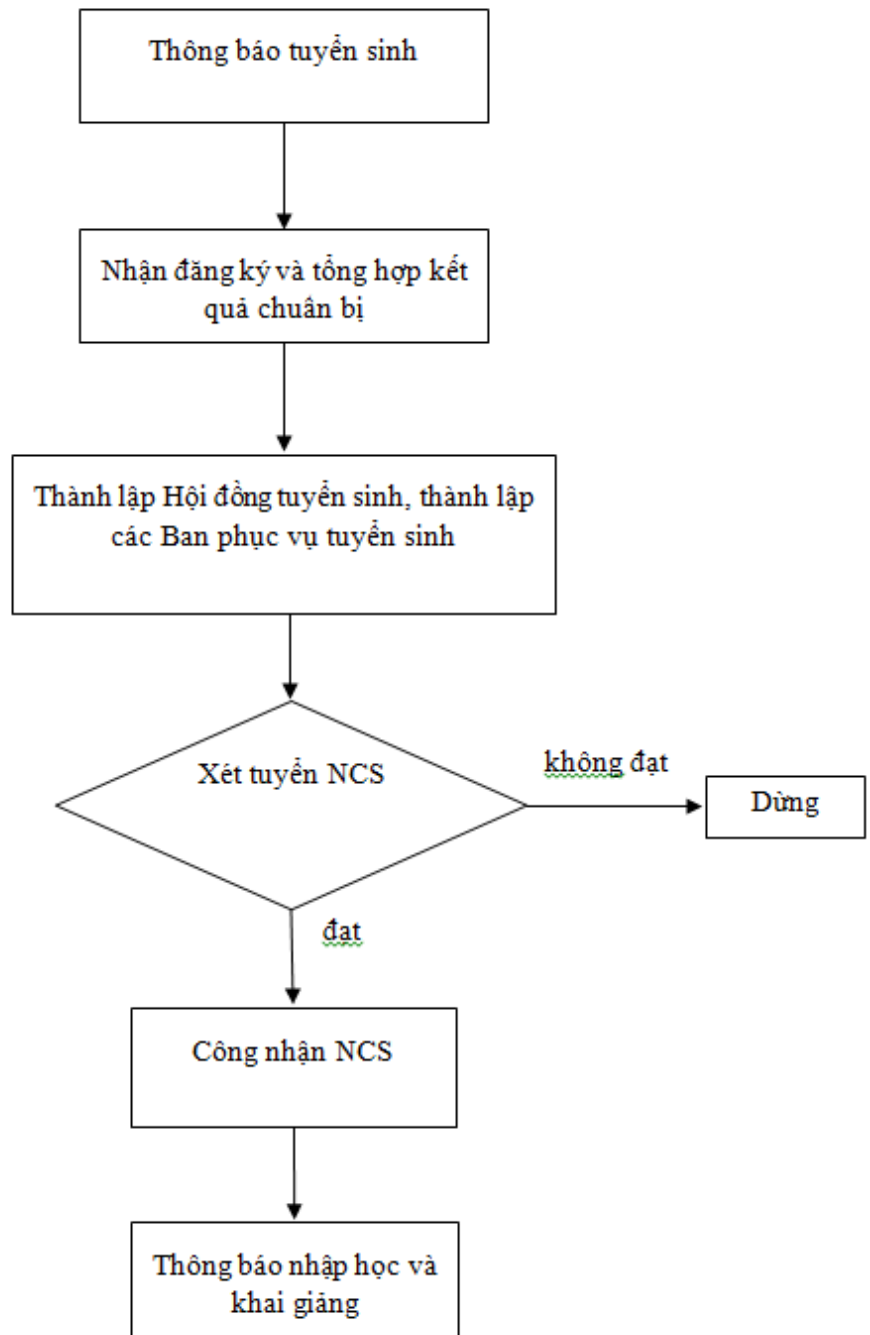 Thông báo tuyển sinh
Nhận đăng ký và tổng hợp kết
quả chuẩn bị
Thành lập Hội đồng tuyển sinh, thành lập
các Ban phục vụ tuyển sinh
Xét tuyển NCS
không đạt
Dừng
đạt
Công nhận NCS
Thông báo nhập học và
khai giảng